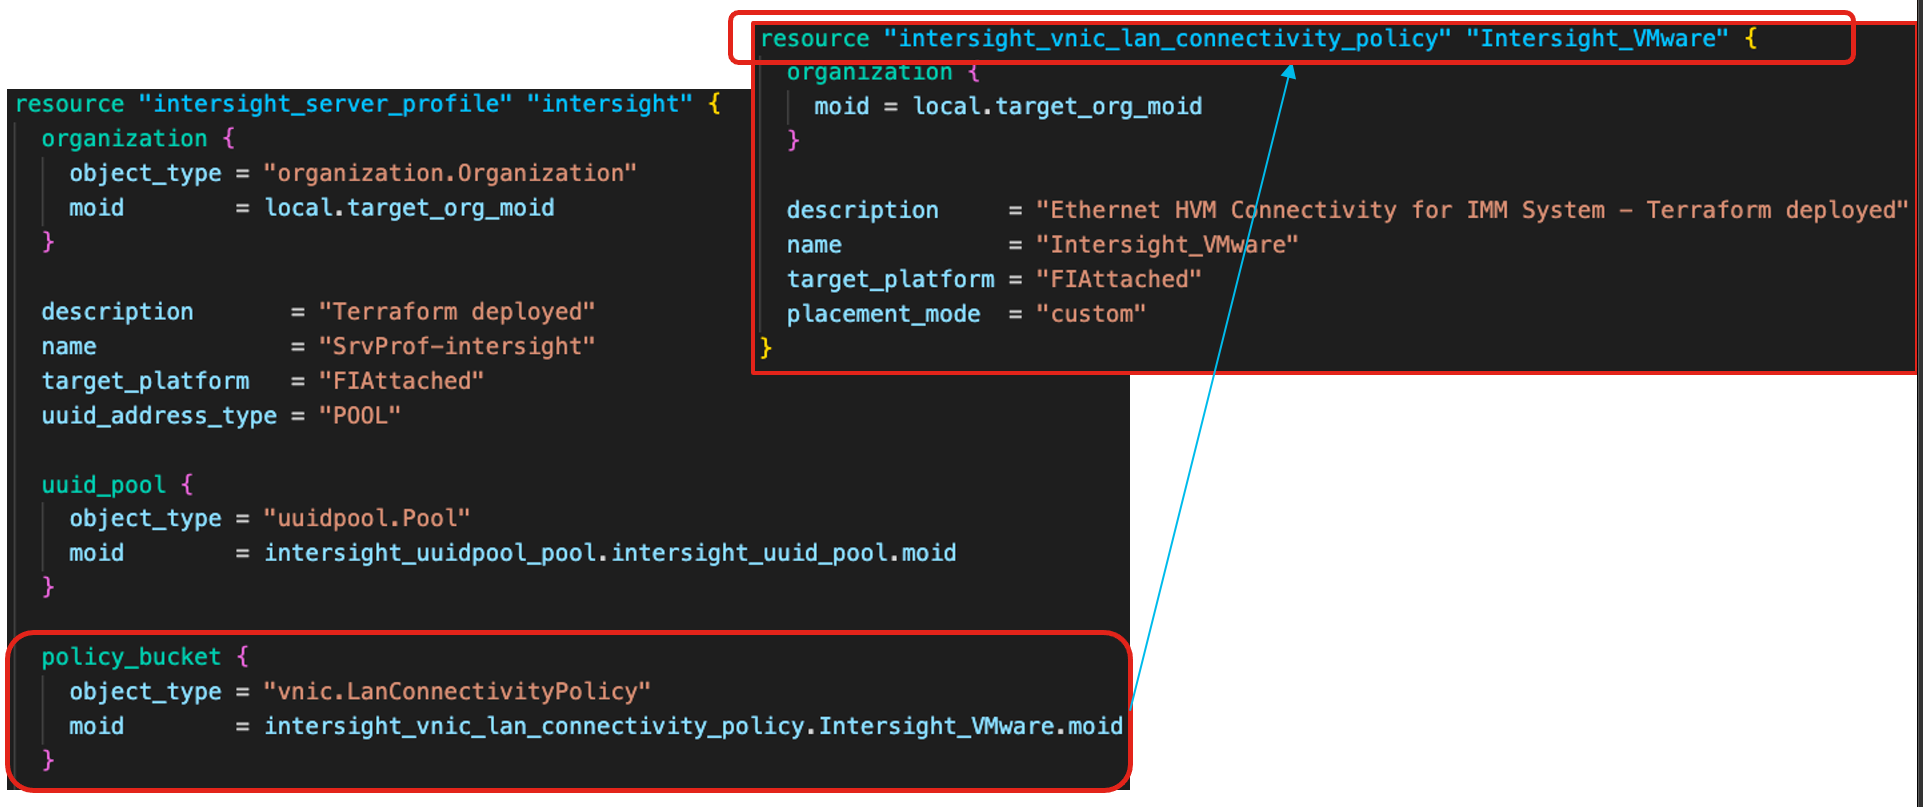 resource "intersight_server_profile" "intersight" {
organization {
object_type = "organization.Organization"
moid = local.target_org_moid
}
description = "Terraform deployed"
name = "SrvProf-intersight"
target_platform = "FIAttached"
uuid_address_type = "POOL"
uuid_pool {
object_type = "uuidpool.Pool"
moid = intersight_uuidpool_pool.intersight_uuid_pool.moid
}
policy_bucket {
object_type = "vnic.LanConnectivityPolicy"
moid = intersight_vnic_lan_connectivity_policy.Intersight_VMware.moid
}
resource "intersight_vnic_lan_connectivity_policy" "Intersight_VMware" {
organization {
moid = local.target_org_moid
}
description = "Ethernet HVM Connectivity for IMM System – Terraform deployed"
name = "Intersight_VMware"
target_platform = "FIAttached"
placement_mode = "custom"
}